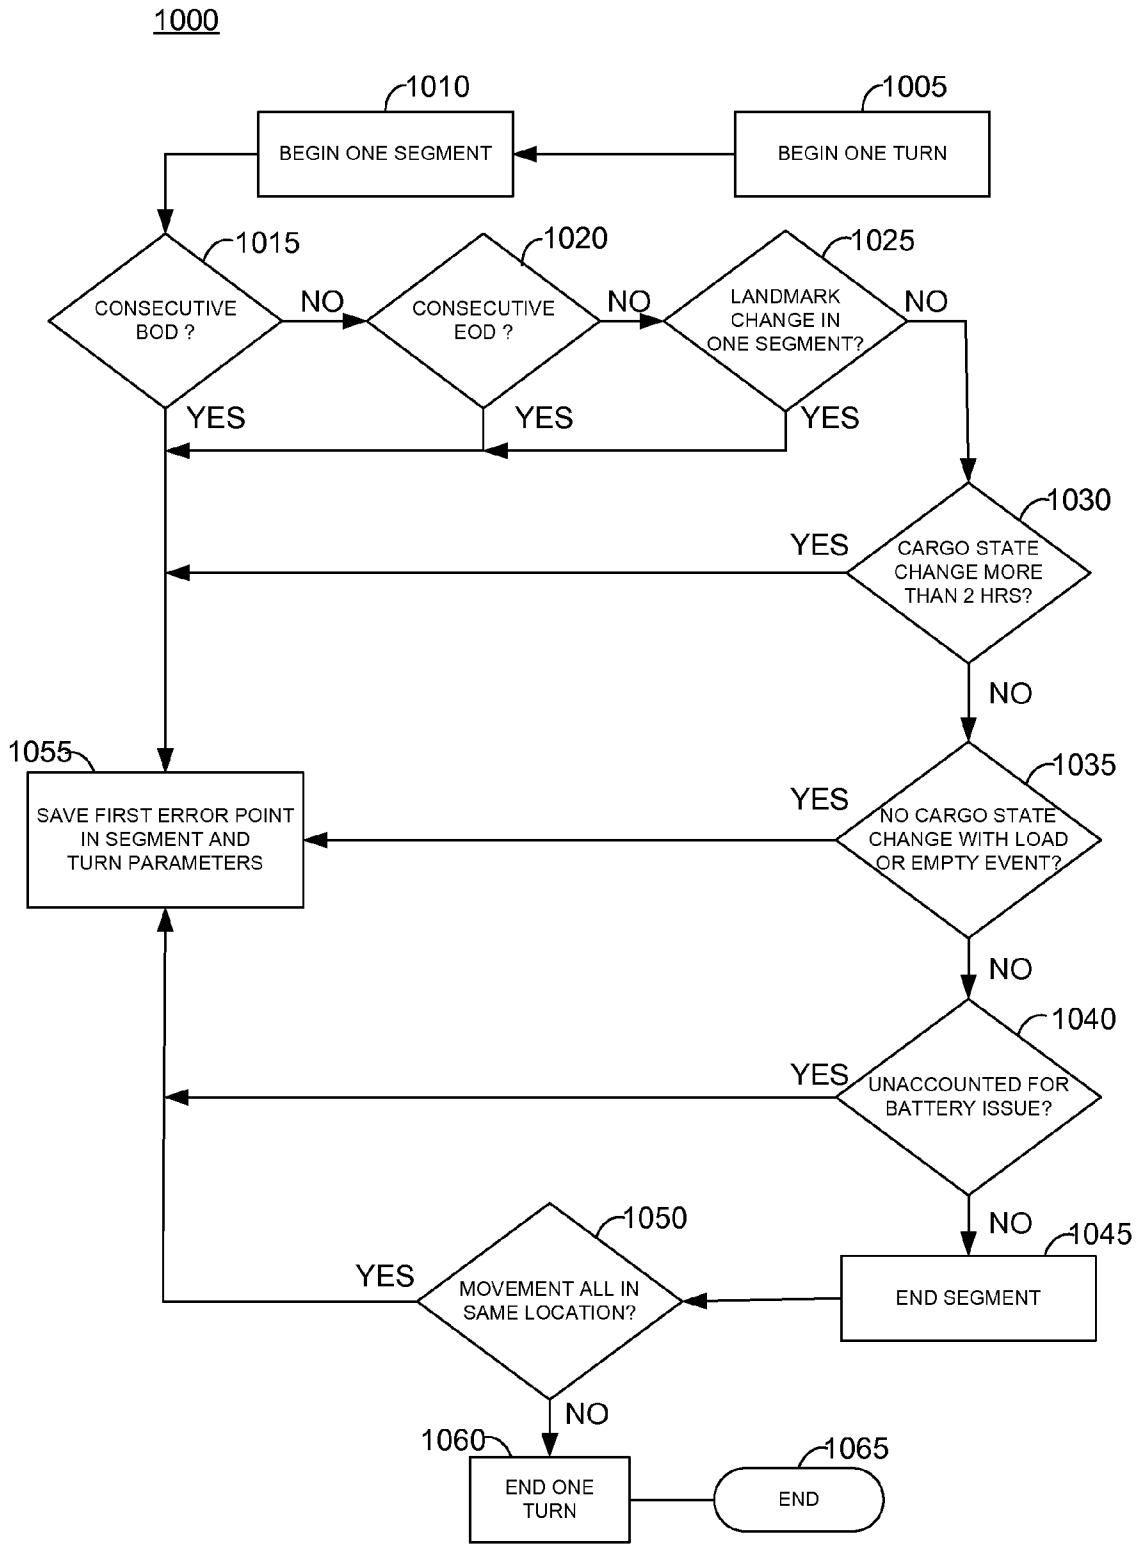 1000
1010
1005
BEGIN ONE SEGMENT
BEGIN ONE TURN
1015
1020
1025
CONSECUTIVE
BOD ?
NO
CONSECUTIVE
EOD ?
NO
LANDMARK
CHANGE IN
ONE SEGMENT?
NO
YES
YES
YES
1030
YES
CARGO STATE
CHANGE MORE
THAN 2 HRS?
NO
1055
1035
SAVE FIRST ERROR POINT
IN SEGMENT AND
TURN PARAMETERS
YES
NO CARGO STATE
CHANGE WITH LOAD
OR EMPTY EVENT?
NO
1040
YES
UNACCOUNTED FOR
BATTERY ISSUE?
NO
1050
1045
YES
MOVEMENT ALL IN
SAME LOCATION?
END SEGMENT
NO
1060
1065
END ONE
TURN
END